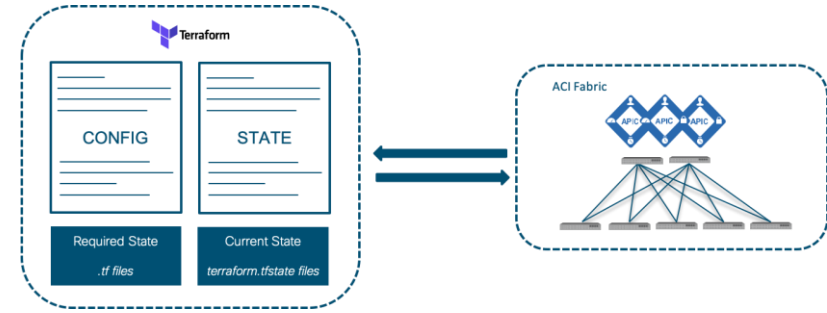 Terraform
CONFIG
STATE
Required State
.tf files
Current State
terraform.tfstate files
ACI Fabric
APIC
APIC
APIC